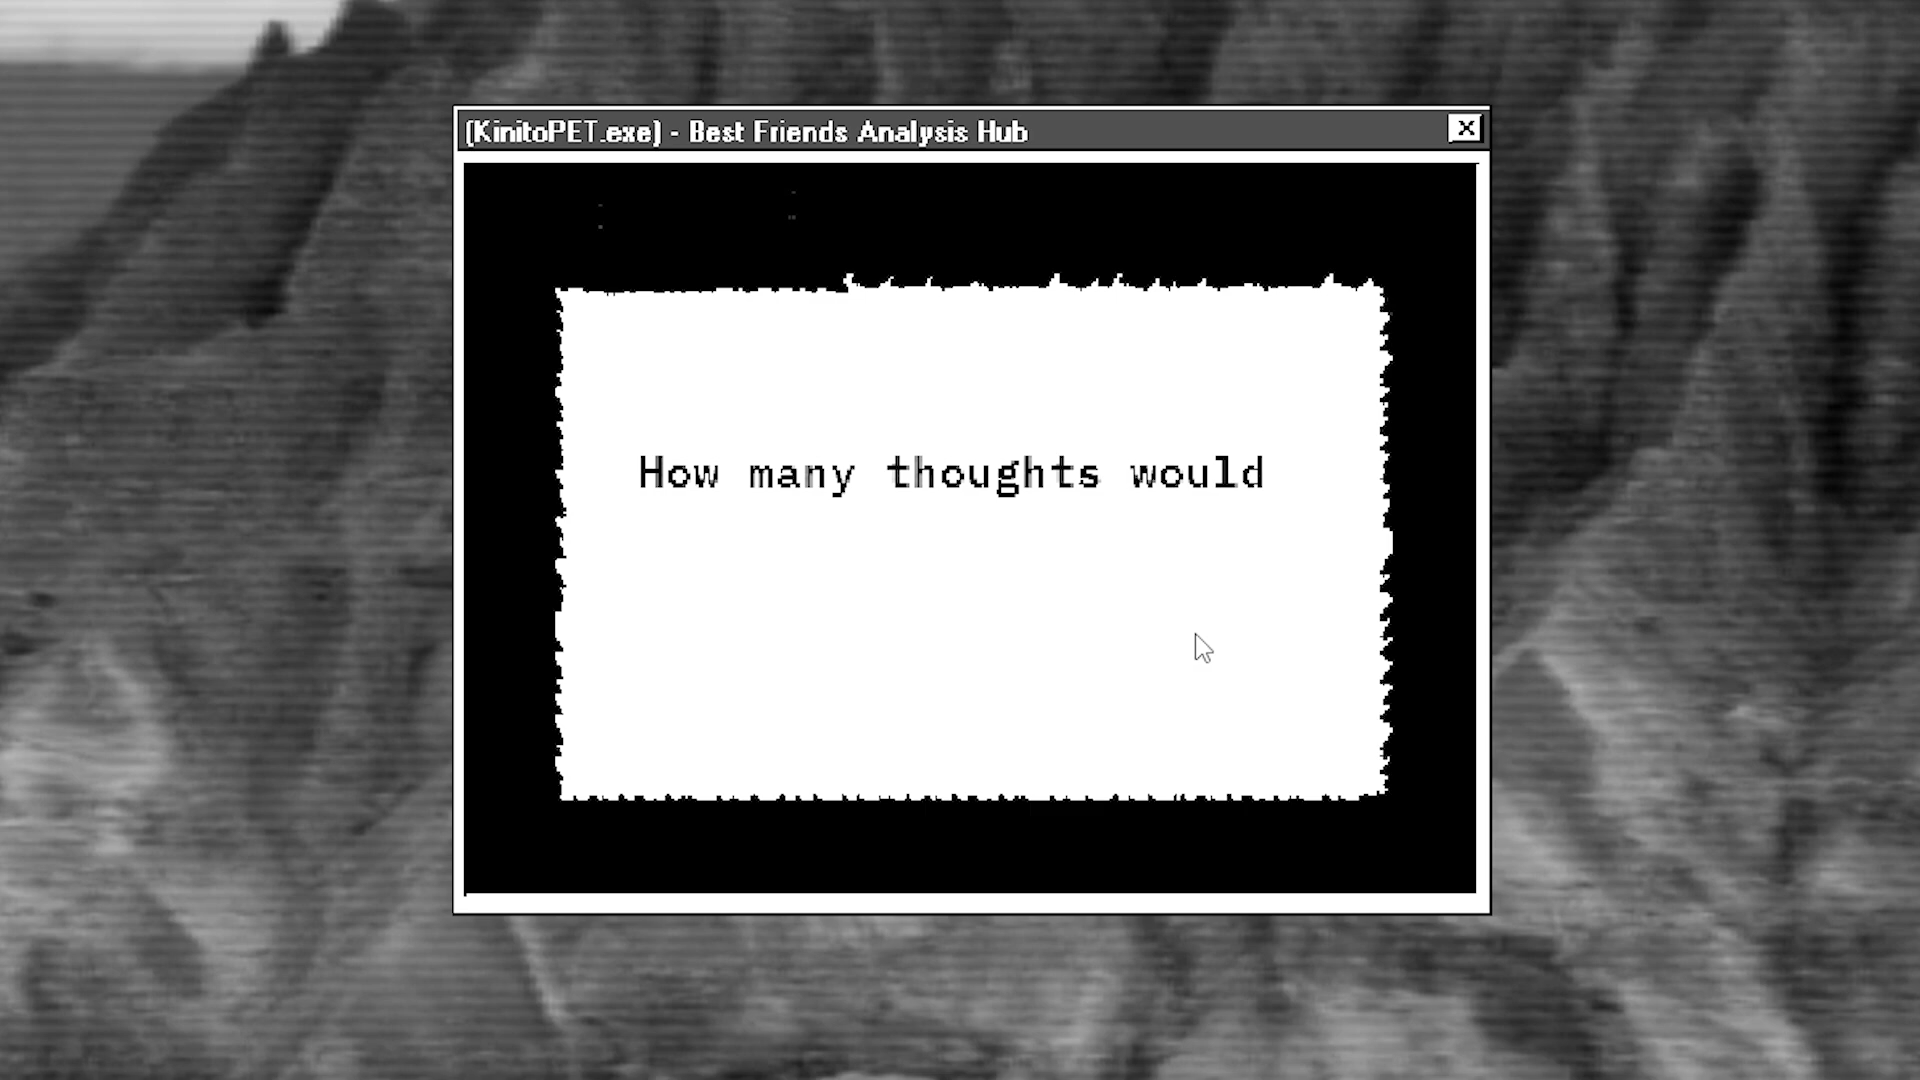 (KinitoPET.exe) - Best Friends Analysis Hub
How many thoughts would